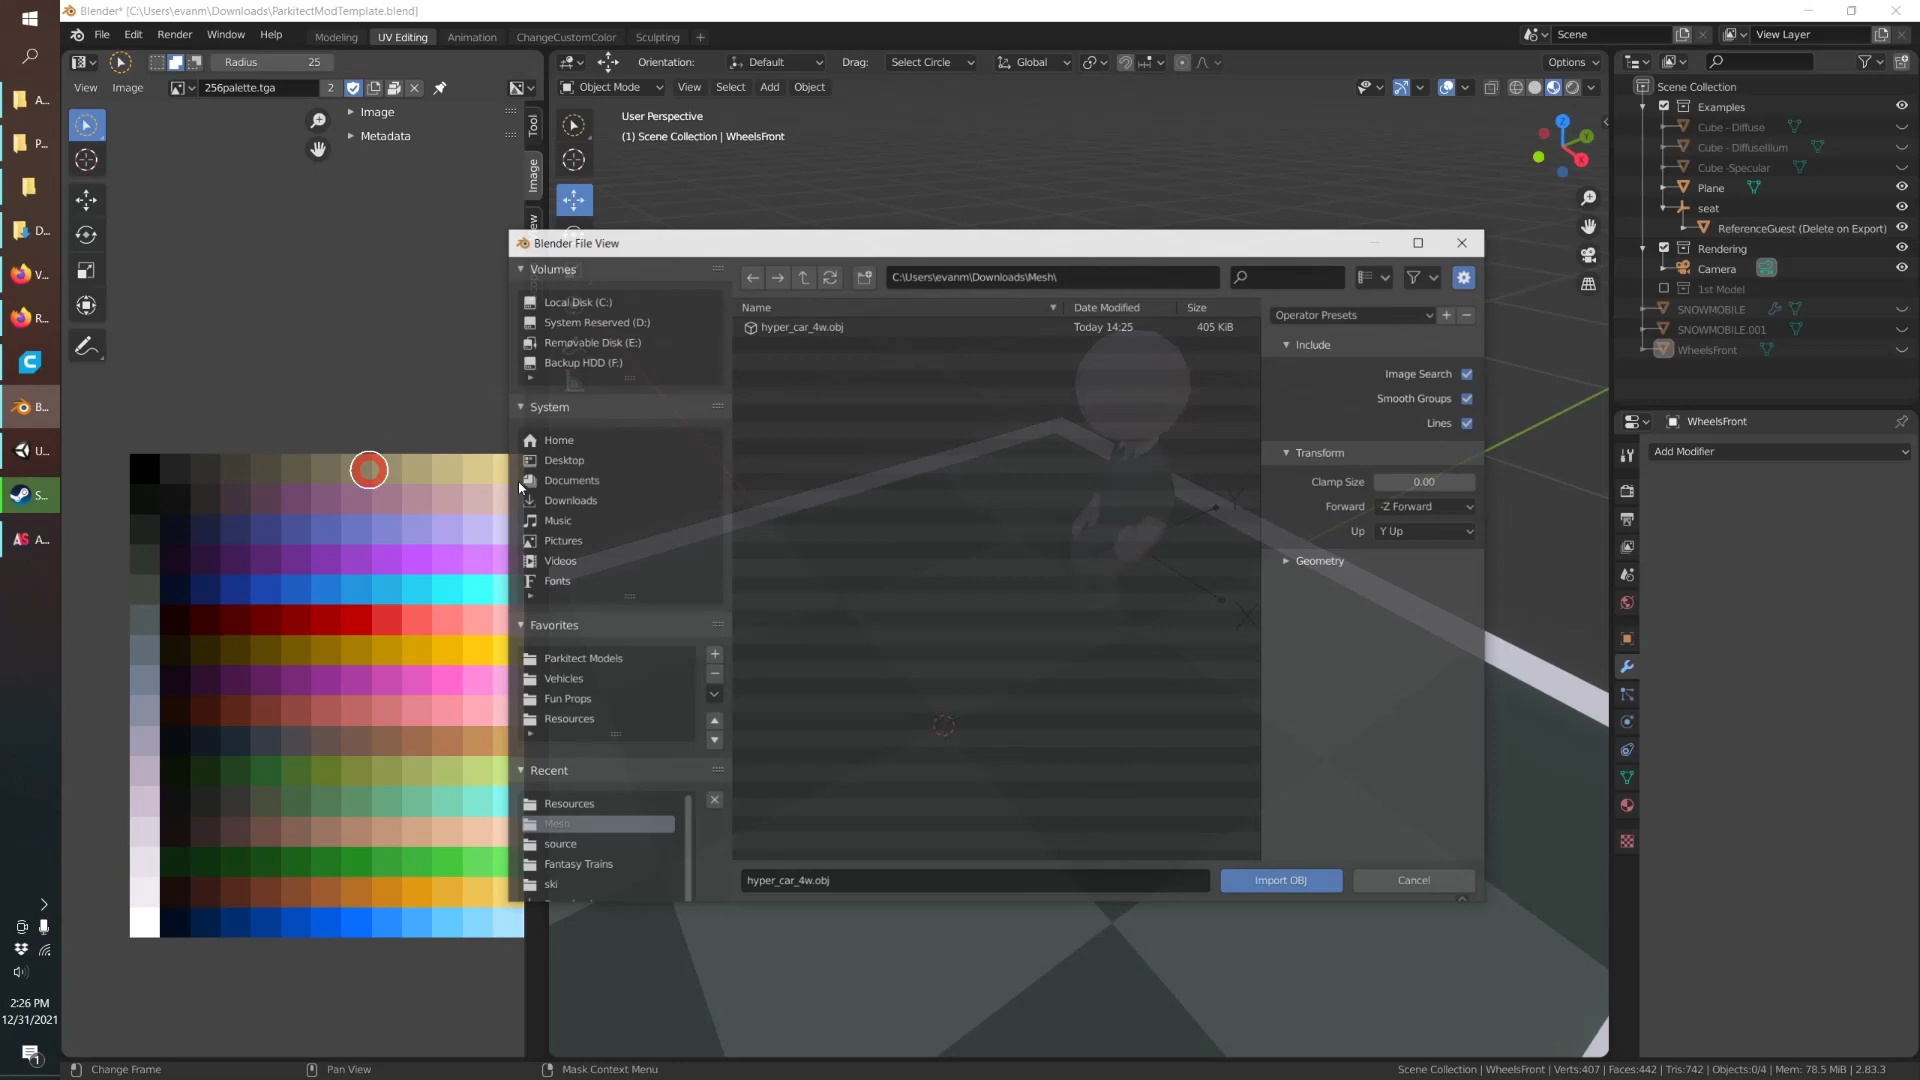 Blender* [C:\Users\evanm\Downloads\ParkitectModTemplate.blend]
File Edit Render Window Help
Modeling UV Editing Animation ChangeCustomColor Sculpting
Scene
View Layer
Radius 25
Orientation: Default Drag: Select Circle Global Options
View Image 256palette.tga 2
Object Mode View Select Add Object
Image
Metadata
Tool
Image
User Perspective
(1) Scene Collection | WheelsFront
Z
Y
X
Scene Collection
Examples
Cube - Diffuse
Cube - DiffuseIllum
Cube -Specular
Plane
seat
ReferenceGuest (Delete on Export)
Rendering
Camera
1st Model
SNOWMOBILE
SNOWMOBILE.001
WheelsFront
WheelsFront
Add Modifier
Blender File View
Volumes
Local Disk (C:)
System Reserved (D:)
Removable Disk (E:)
Backup HDD (F:)
System
Home
Desktop
Documents
Downloads
Music
Pictures
Videos
Fonts
Favorites
Parkitect Models
Vehicles
Fun Props
Resources
Recent
Resources
Mesh
source
Fantasy Trains
ski
C:\Users\evanm\Downloads\Mesh\
Name Date Modified Size
hyper_car_4w.obj Today 14:25 405 KiB
Operator Presets
Include
Image Search
Smooth Groups
Lines
Transform
Clamp Size 0.00
Forward -Z Forward
Up Y Up
Geometry
hyper_car_4w.obj Import OBJ Cancel
A...
P...
D...
V...
R...
B...
U...
S...
A...
2:26 PM
12/31/2021
1
Change Frame Pan View Mask Context Menu
Scene Collection | WheelsFront | Verts:407 | Faces:442 | Tris:742 | Objects:0/4 | Mem: 78.5 MiB | 2.83.3